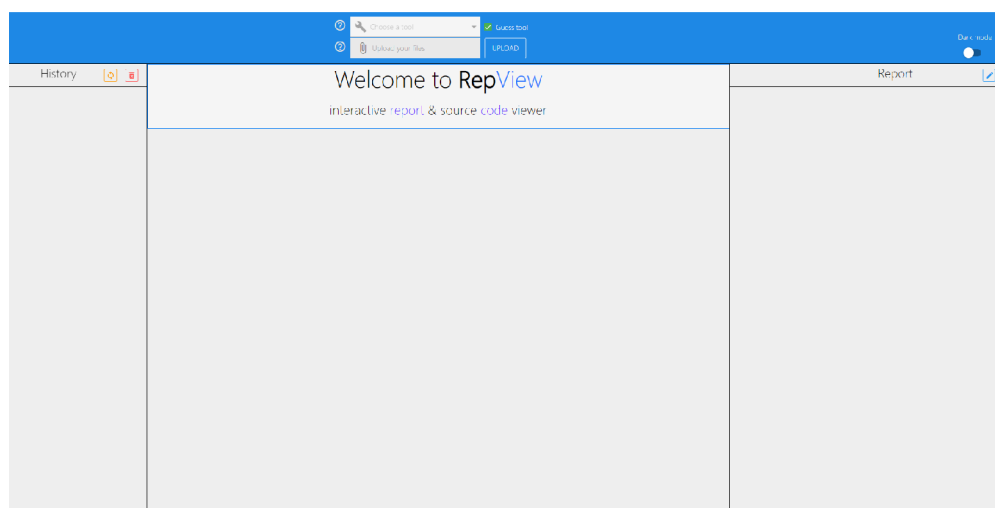 Choose a tool
Guess tool
Upload your files
UPLOAD
Dark mode
History
Welcome to RepView
interactive report & source code viewer
Report